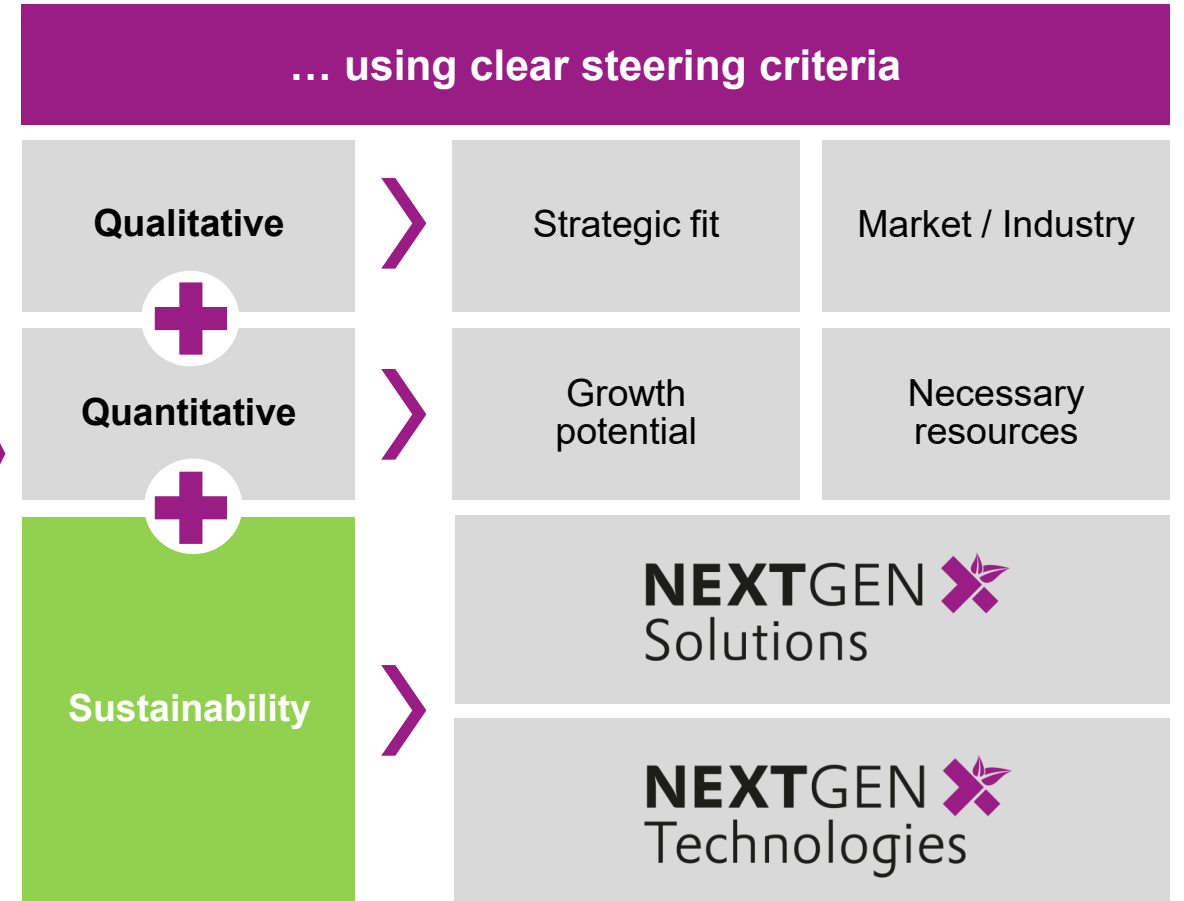 ... using clear steering criteria
Qualitative
Strategic fit
Market / Industry
Quantitative
Growth
potential
Necessary
resources
Sustainability
NEXTGEN
Solutions
NEXTGEN
Technologies